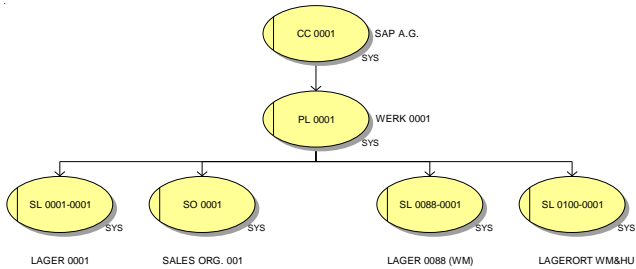 CC 0001 SAP A.G.
SYS
PL 0001 WERK 0001
SYS
SL 0001-0001 SO 0001 SL 0088-0001 SL 0100-0001
SYS SYS SYS SYS
LAGER 0001 SALES ORG. 001 LAGER 0088 (WM) LAGERORT WM&HU